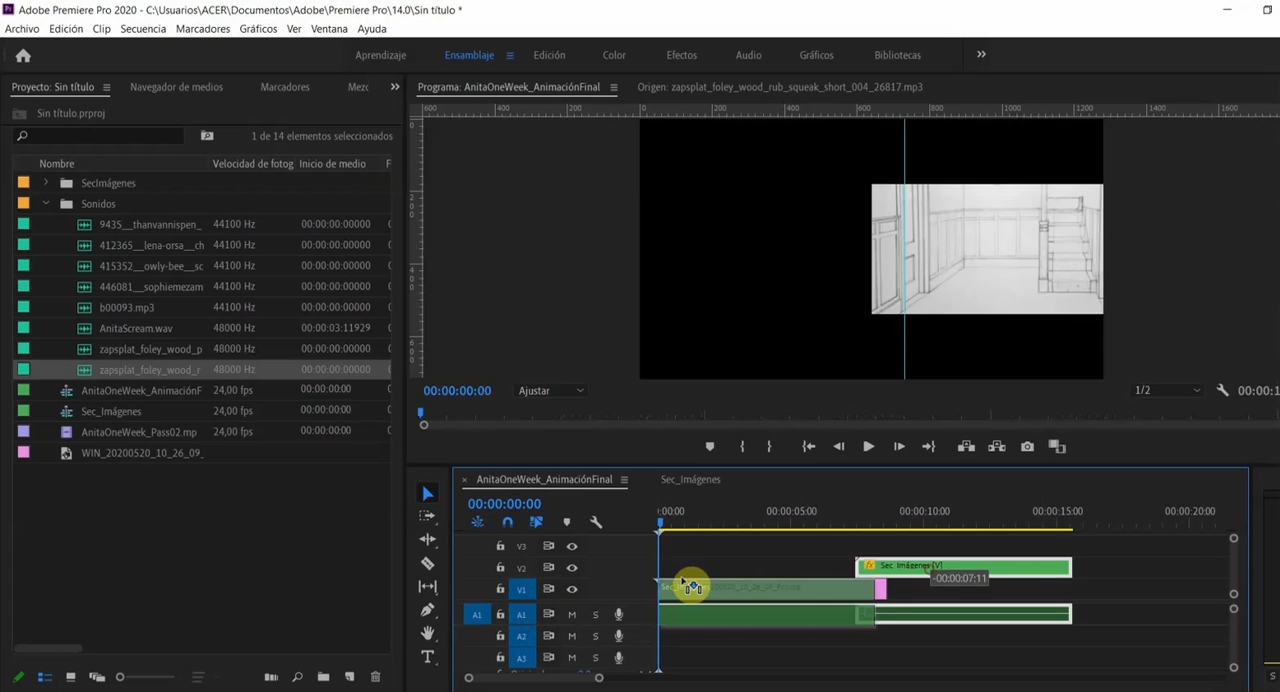 Adobe Premiere Pro 2020 - C:\Usuarios\ACER\Documentos\Adobe\Premiere Pro\14.0\Sin título *
Archivo Edición Clip Secuencia Marcadores Gráficos Ver Ventana Ayuda
Aprendizaje Ensamblaje Edición Color Efectos Audio Gráficos Bibliotecas
Proyecto: Sin título Navegador de medios Marcadores Mezc
Programa: AnitaOneWeek_AnimaciónFinal Origen: zapsplat_foley_wood_rub_squeak_short_004_26817.mp3
600 400 200 0 200 400 600 800 1000 1200 1400 1600
Sin título.prproj
1 de 14 elementos seleccionados
Nombre Velocidad de fotog Inicio de medio F
SecImágenes
Sonidos
9435__thanvannispen_ 44100 Hz 00:00:00:00000
412365__lena-orsa__ch 44100 Hz 00:00:00:00000
415352__owly-bee__sc 44100 Hz 00:00:00:00000
446081__sophiemezam 44100 Hz 00:00:00:00000
b00093.mp3 44100 Hz 00:00:00:00000
AnitaScream.wav 48000 Hz 00:00:03:11929
zapsplat_foley_wood_p 48000 Hz 00:00:00:00000
zapsplat_foley_wood_r 48000 Hz 00:00:00:00000
AnitaOneWeek_AnimaciónF 24,00 fps 00:00:00:00
Sec_Imágenes 24,00 fps 00:00:00:00
AnitaOneWeek_Pass02.mp 24,00 fps 00:00:00:00
WIN_20200520_10_26_09_
00:00:00:00 Ajustar 1/2 00:00:1
AnitaOneWeek_AnimaciónFinal Sec_Imágenes
00:00:00:00
:00:00 00:00:05:00 00:00:10:00 00:00:15:00 00:00:20:00
V3
V2 fx Sec_Imágenes [V]
-00:00:07:11
V1
A1 A1 M S
A2 M S
A3 M S